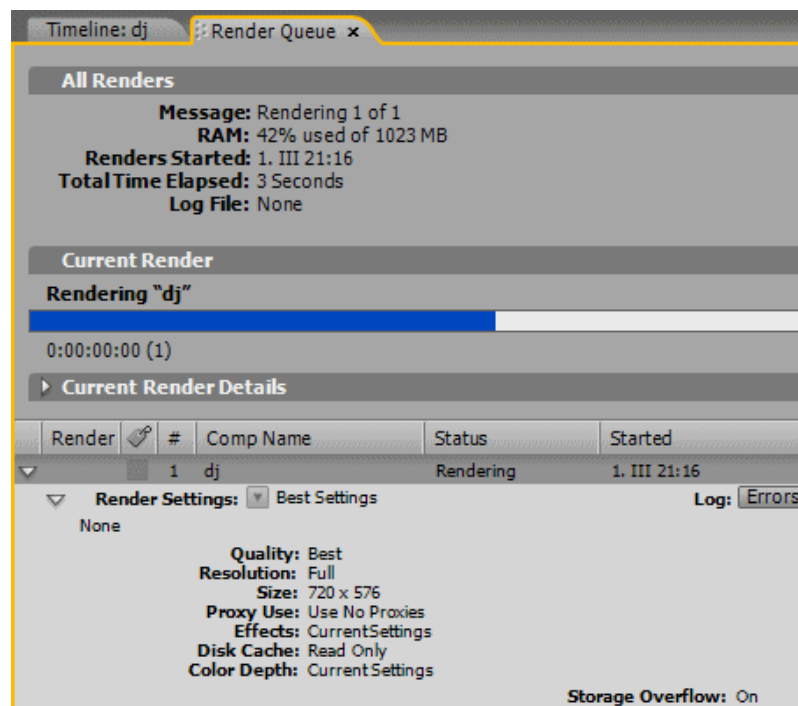 Timeline: dj Render Queue ×
All Renders
Message: Rendering 1 of 1
RAM: 42% used of 1023 MB
Renders Started: 1. III 21:16
Total Time Elapsed: 3 Seconds
Log File: None
Current Render
Rendering “dj”
0:00:00:00 (1)
Current Render Details
Render # Comp Name Status Started
1 dj Rendering 1. III 21:16
Render Settings: Best Settings Log: Errors
None
Quality: Best
Resolution: Full
Size: 720 x 576
Proxy Use: Use No Proxies
Effects: Current Settings
Disk Cache: Read Only
Color Depth: Current Settings
Storage Overflow: On